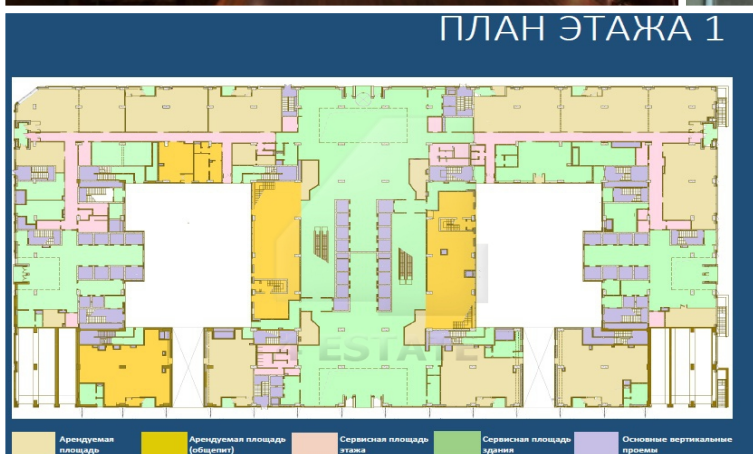 ПЛАН ЭТАЖА 1
ESTATE
Арендуемая площадь
Арендуемая площадь (общепит)
Сервисная площадь этажа
Сервисная площадь здания
Основные вертикальные проемы